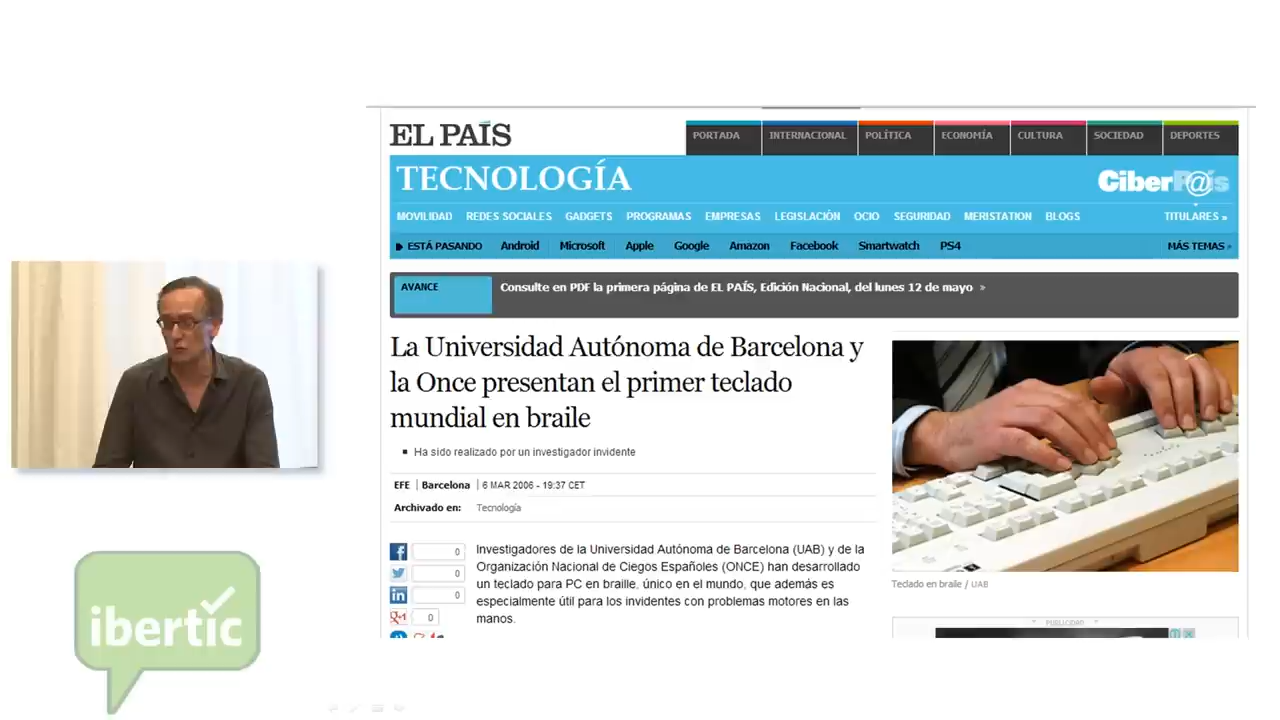 EL PAÍS
PORTADA
INTERNACIONAL
POLÍTICA
ECONOMÍA
CULTURA
SOCIEDAD
DEPORTES
TECNOLOGÍA
CiberP@ís
MOVILIDAD REDES SOCIALES GADGETS PROGRAMAS EMPRESAS LEGISLACIÓN OCIO SEGURIDAD MERISTATION BLOGS TITULARES »
ESTÁ PASANDO Android Microsoft Apple Google Amazon Facebook Smartwatch PS4 MÁS TEMAS »
AVANCE
Consulte en PDF la primera página de EL PAÍS, Edición Nacional, del lunes 12 de mayo »
La Universidad Autónoma de Barcelona y
la Once presentan el primer teclado
mundial en braile
Ha sido realizado por un investigador invidente
EFE | Barcelona | 6 MAR 2006 - 19:37 CET
Archivado en: Tecnología
0
0
0
0
Investigadores de la Universidad Autónoma de Barcelona (UAB) y de la
Organización Nacional de Ciegos Españoles (ONCE) han desarrollado
un teclado para PC en braille, único en el mundo, que además es
especialmente útil para los invidentes con problemas motores en las
manos.
Teclado en braile / UAB
PUBLICIDAD
ibertic